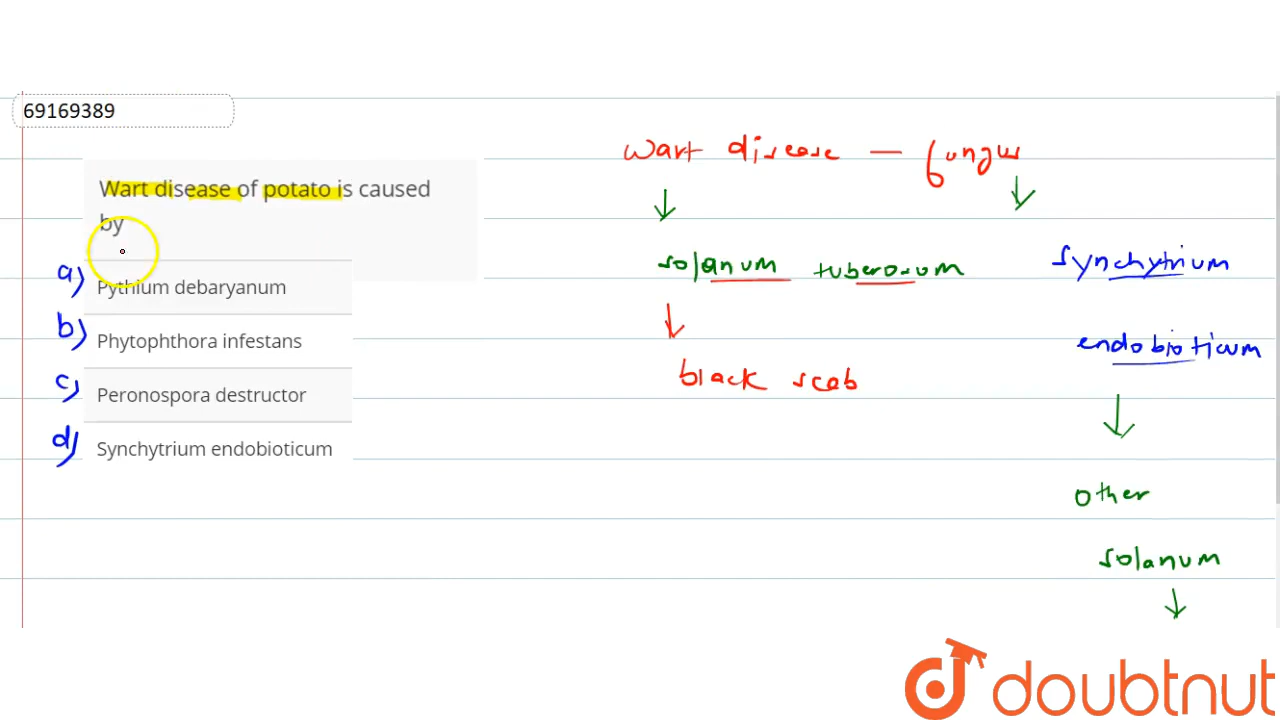 69169389
Wart disease of potato is caused
by
a) Pythium debaryanum
b) Phytophthora infestans
c) Peronospora destructor
d) Synchytrium endobioticum
Wart disease — fungus
solanum tuberosum
black scab
synchytrium
endobioticum
other
solanum
doubtnut